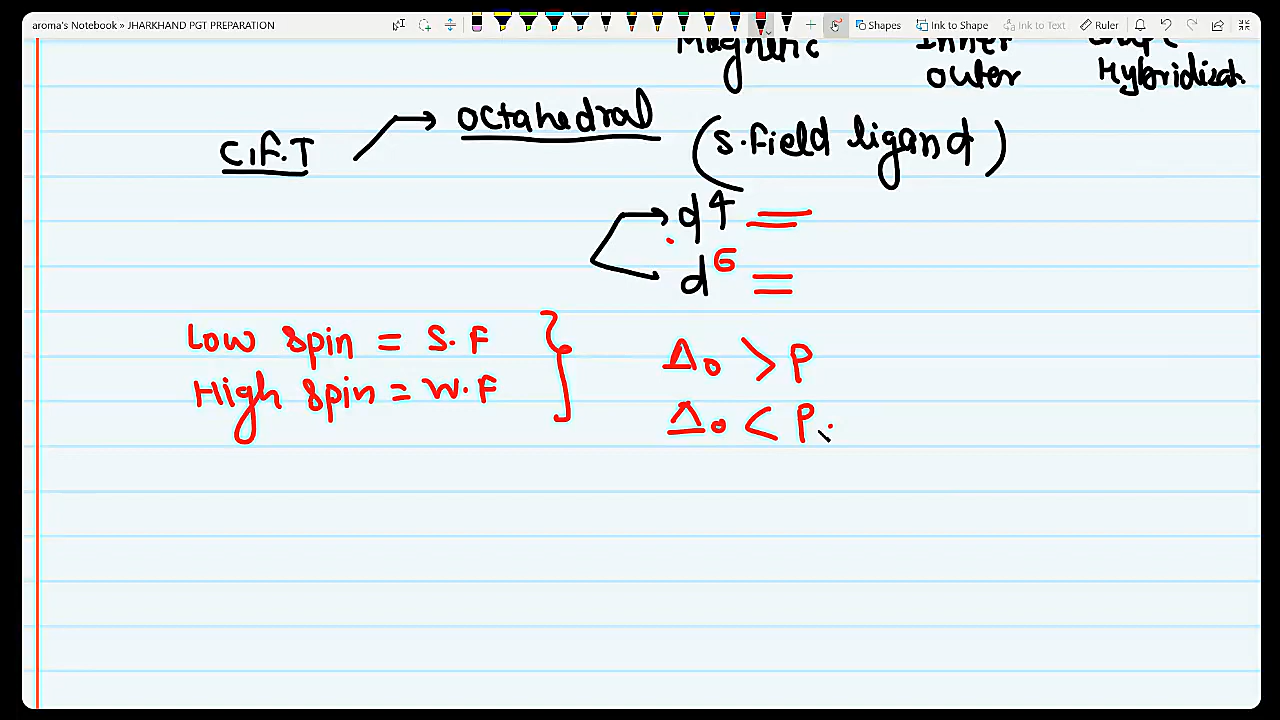 aroma's Notebook » JHARKHAND PGT PREPARATION
Shapes Ink to Shape Ink to Text Ruler
Magnetic Inner
outer Hybridizat
C.F.T octahedral (S.field ligand)
d4
d6
Low spin = S.F
High spin = W.F
Δo > P
Δo < P